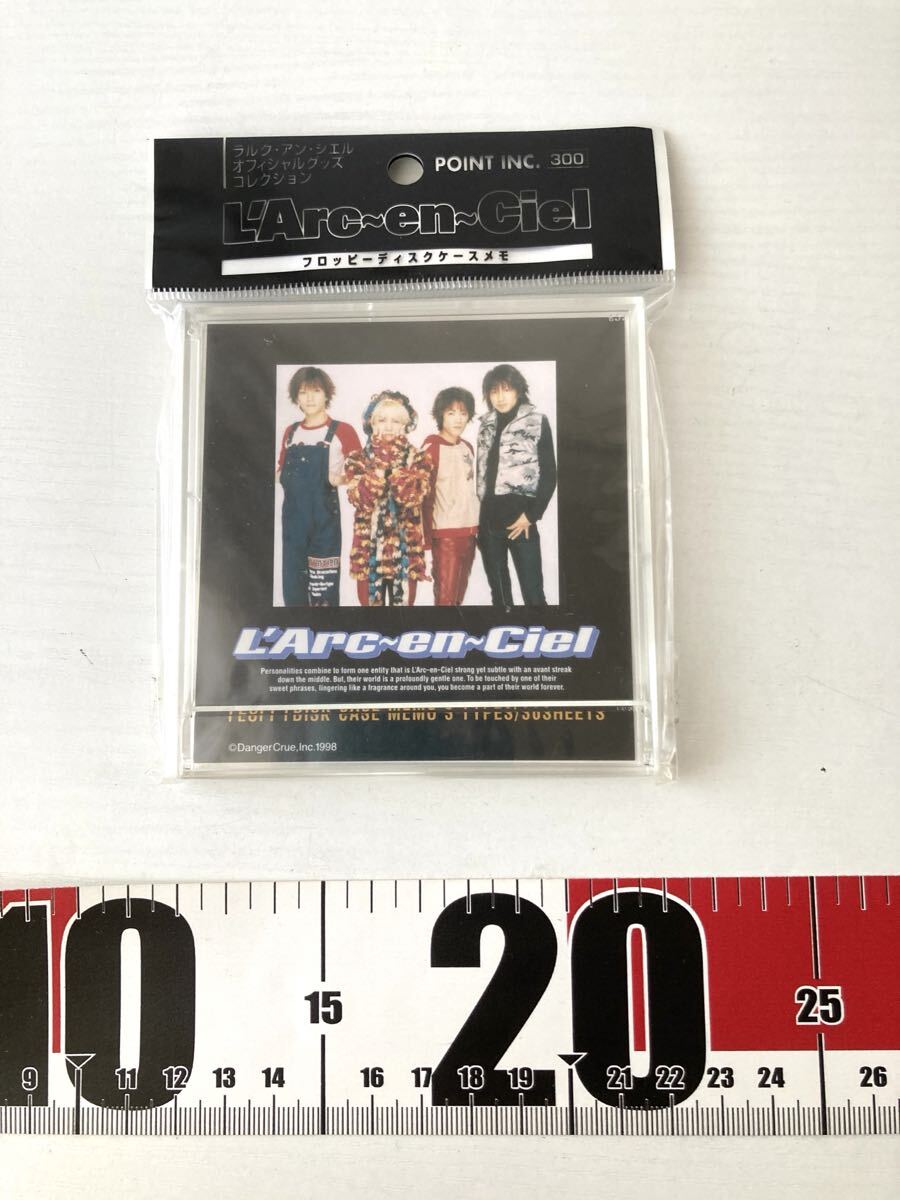 ラルク・アン・シエル
オフィシャルグッズ
コレクション
POINT INC. 300
L'Arc~en~Ciel
フロッピーディスクケースメモ
L'Arc~en~Ciel
Personalities combine to form one entity that is L'Arc-en-Ciel strong yet subtle with an avant streak
down the middle. But, their world is a profoundly gentle one. To be touched by one of their
sweet phrases, lingering like a fragrance around you, you become a part of their world forever.
DISK CASE MEMO 3 TYPES/30SHEETS
©DangerCrue,Inc.1998
10 20
15 25
9 11 12 13 14 16 17 18 19 21 22 23 24 26